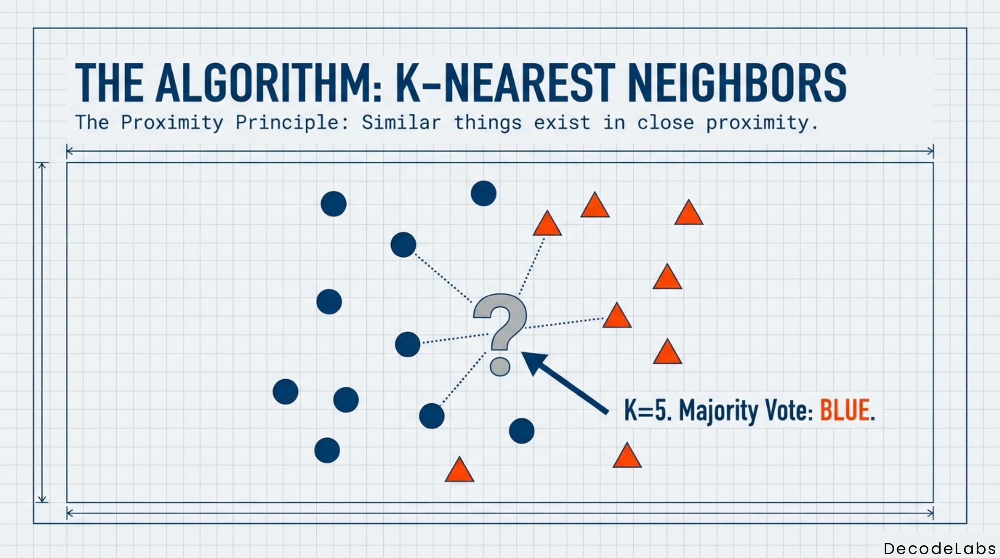 THE ALGORITHM: K-NEAREST NEIGHBORS
The Proximity Principle: Similar things exist in close proximity.
?
K=5. Majority Vote: BLUE.
DecodeLabs